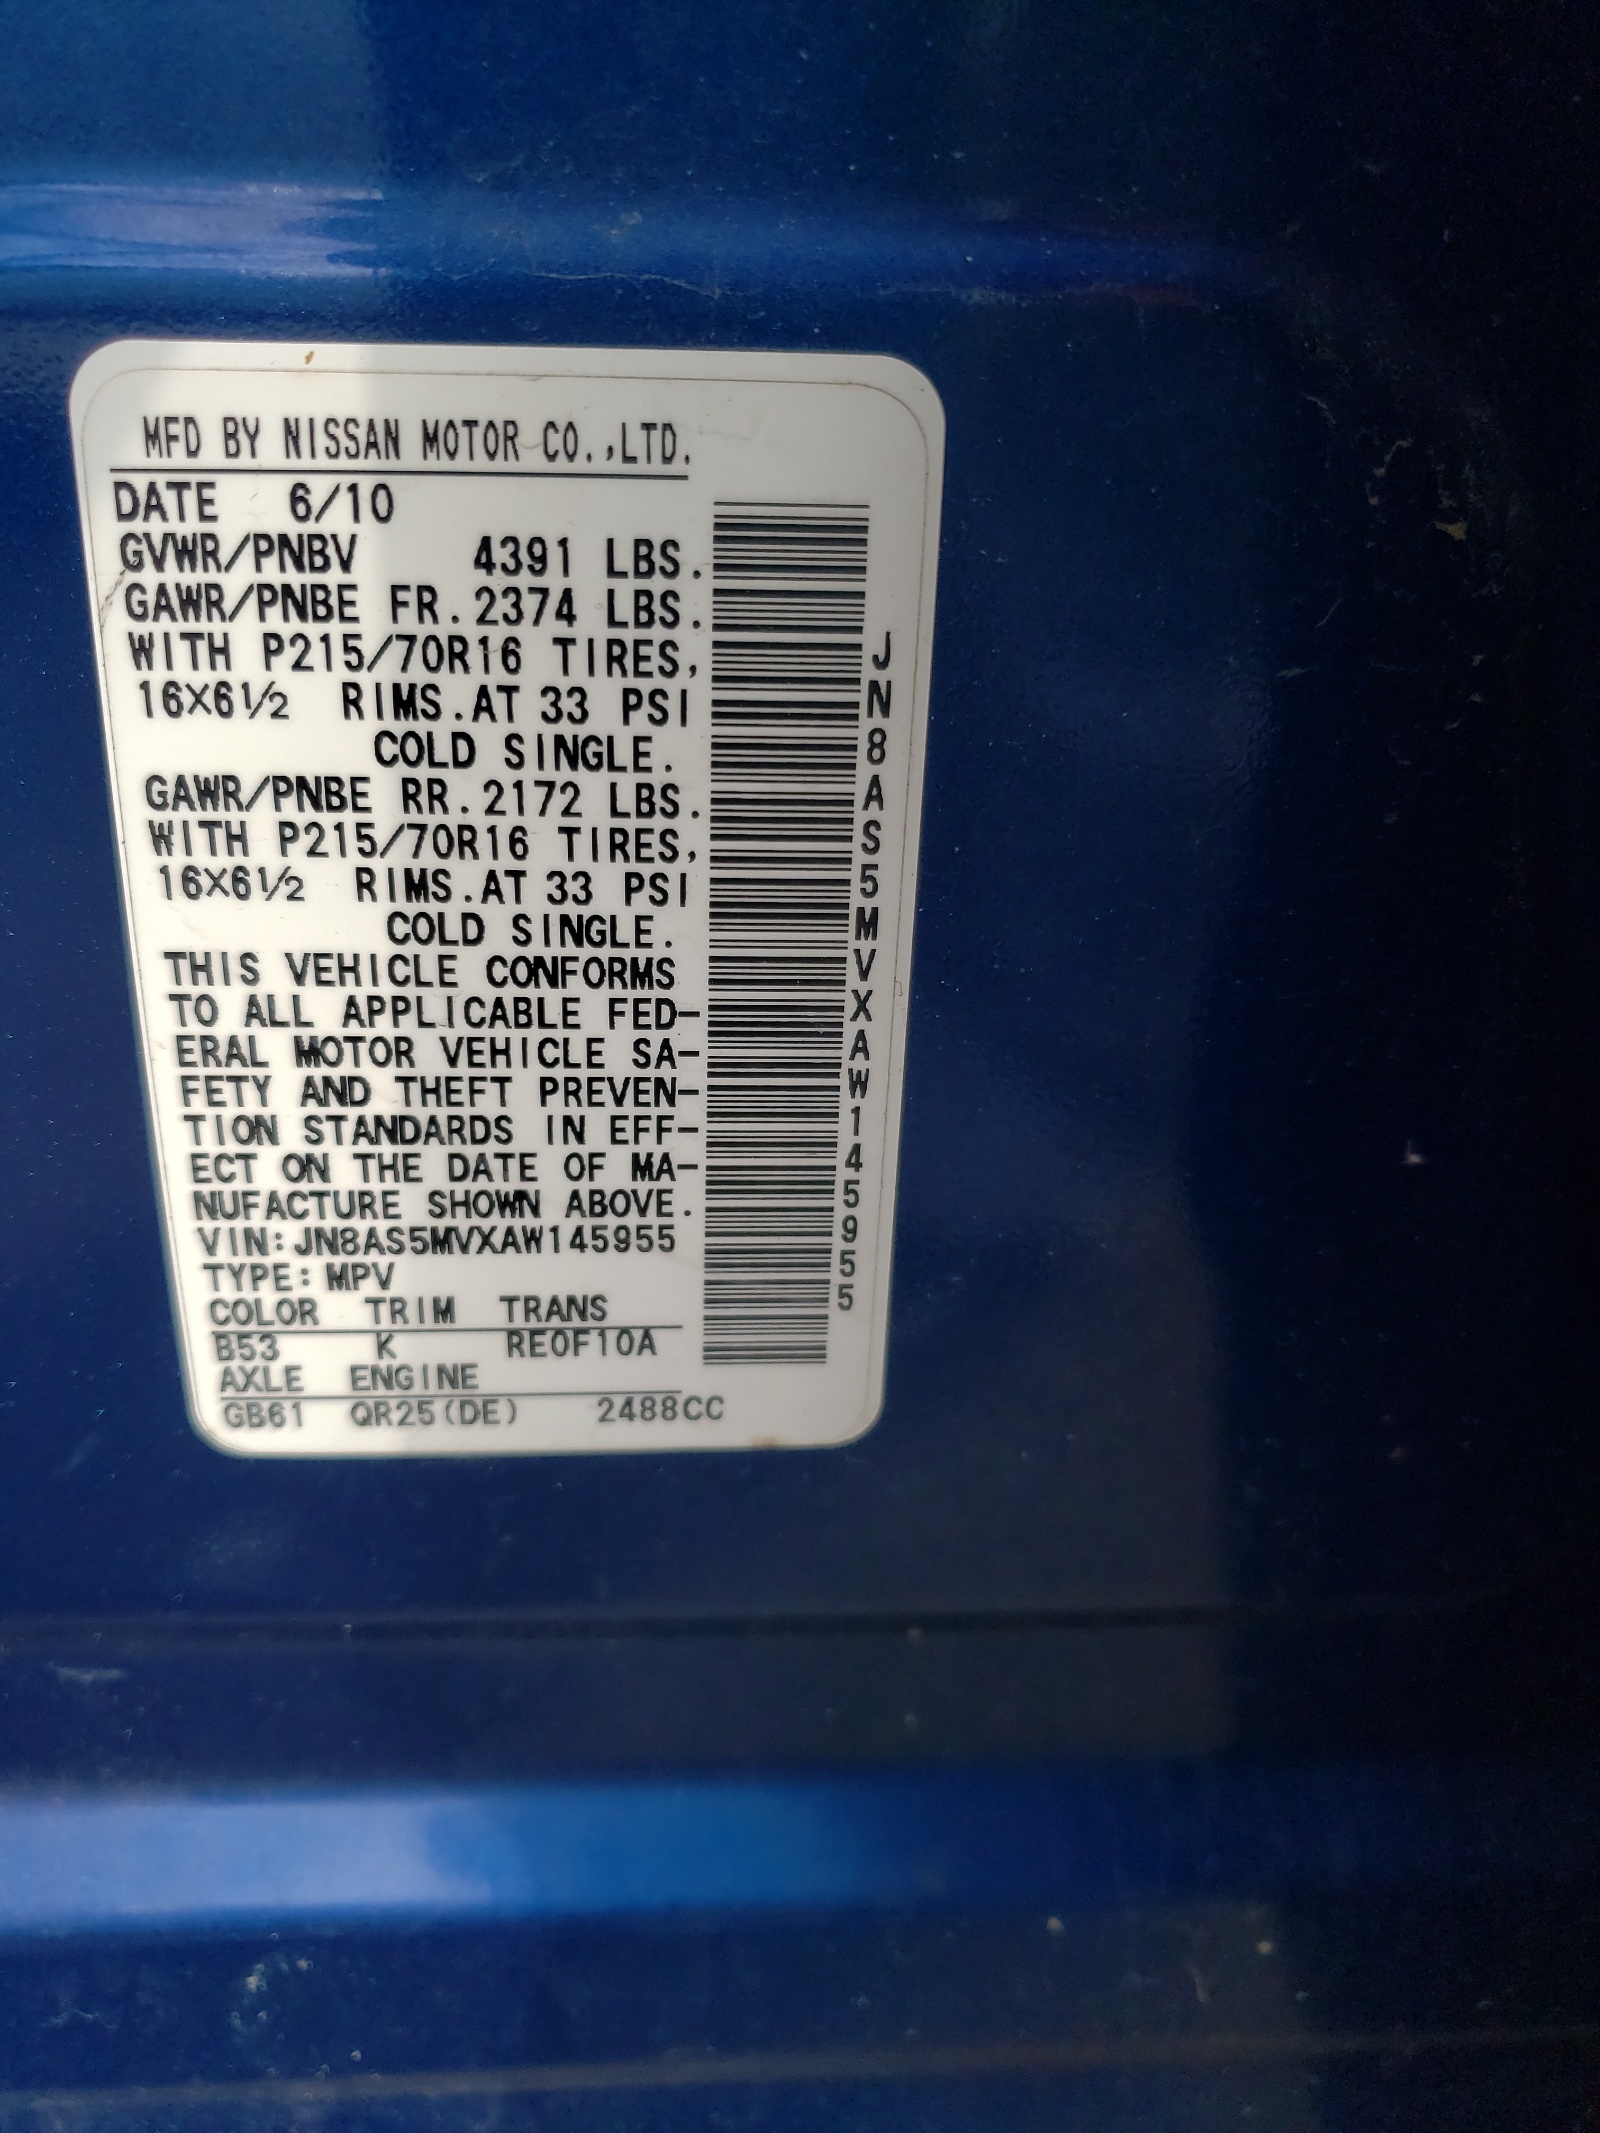 MFD BY NISSAN MOTOR CO.,LTD.
DATE 6/10
GVWR/PNBV 4391 LBS.
GAWR/PNBE FR.2374 LBS.
WITH P215/70R16 TIRES,
16X6½ RIMS.AT 33 PSI
COLD SINGLE.
GAWR/PNBE RR.2172 LBS.
WITH P215/70R16 TIRES,
16X6½ RIMS.AT 33 PSI
COLD SINGLE.
THIS VEHICLE CONFORMS
TO ALL APPLICABLE FED-
ERAL MOTOR VEHICLE SA-
FETY AND THEFT PREVEN-
TION STANDARDS IN EFF-
ECT ON THE DATE OF MA-
NUFACTURE SHOWN ABOVE.
VIN:JN8AS5MVXAW145955
TYPE:MPV
COLOR TRIM TRANS
B53 K RE0F10A
AXLE ENGINE
GB61 QR25(DE) 2488CC
JN8AS5MVXAW145955